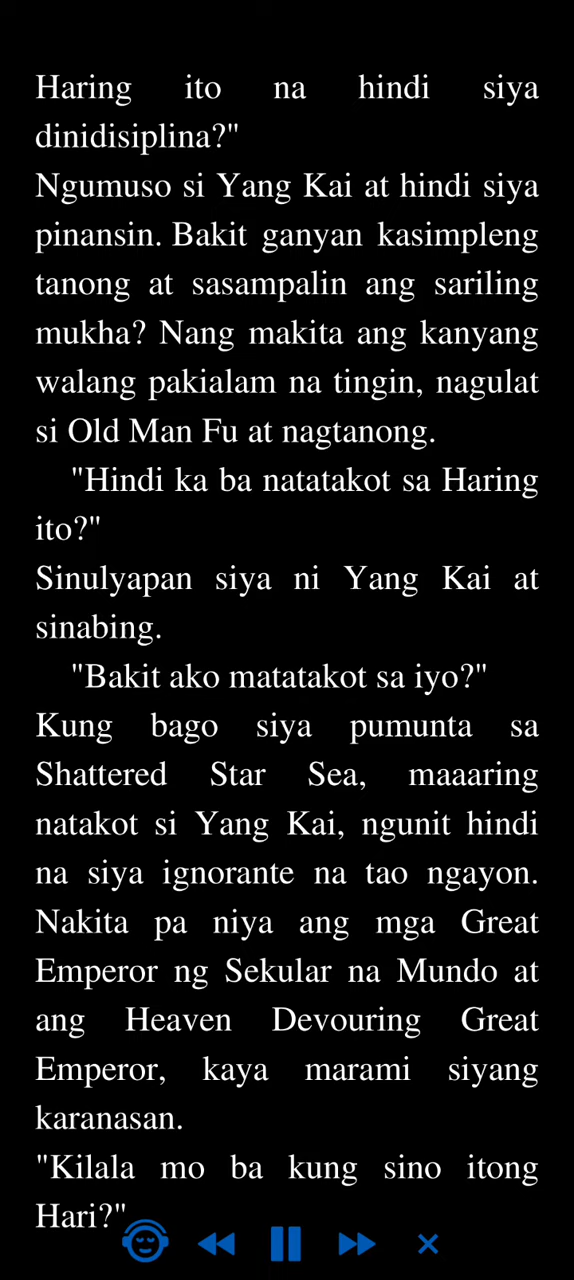 Haring ito na hindi siya
dinidisiplina?"
Ngumuso si Yang Kai at hindi siya
pinansin. Bakit ganyan kasimpleng
tanong at sasampalin ang sariling
mukha? Nang makita ang kanyang
walang pakialam na tingin, nagulat
si Old Man Fu at nagtanong.
"Hindi ka ba natatakot sa Haring
ito?"
Sinulyapan siya ni Yang Kai at
sinabing.
"Bakit ako matatakot sa iyo?"
Kung bago siya pumunta sa
Shattered Star Sea, maaaring
natakot si Yang Kai, ngunit hindi
na siya ignorante na tao ngayon.
Nakita pa niya ang mga Great
Emperor ng Sekular na Mundo at
ang Heaven Devouring Great
Emperor, kaya marami siyang
karanasan.
"Kilala mo ba kung sino itong
Hari?"